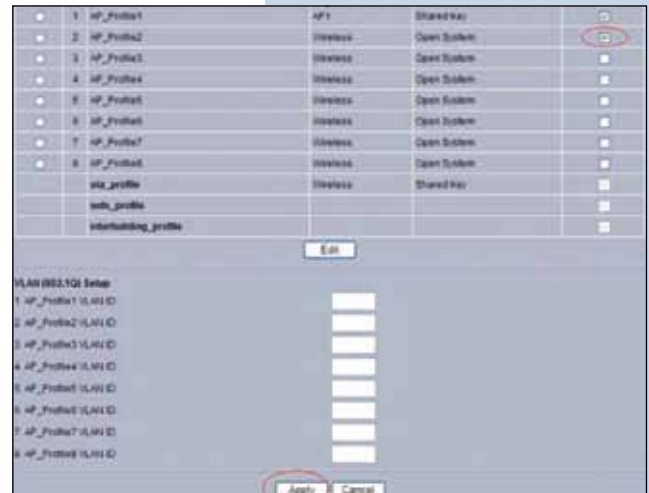 1 AP_Profile1 AP1 Shared Key
2 AP_Profile2 Wireless Open System
3 AP_Profile3 Wireless Open System
4 AP_Profile4 Wireless Open System
5 AP_Profile5 Wireless Open System
6 AP_Profile6 Wireless Open System
7 AP_Profile7 Wireless Open System
8 AP_Profile8 Wireless Open System
sta_profile Wireless Shared Key
wds_profile
interbuilding_profile
Edit
VLAN (802.1Q) Setup
1 AP_Profile1 VLAN ID
2 AP_Profile2 VLAN ID
3 AP_Profile3 VLAN ID
4 AP_Profile4 VLAN ID
5 AP_Profile5 VLAN ID
6 AP_Profile6 VLAN ID
7 AP_Profile7 VLAN ID
8 AP_Profile8 VLAN ID
Apply Cancel